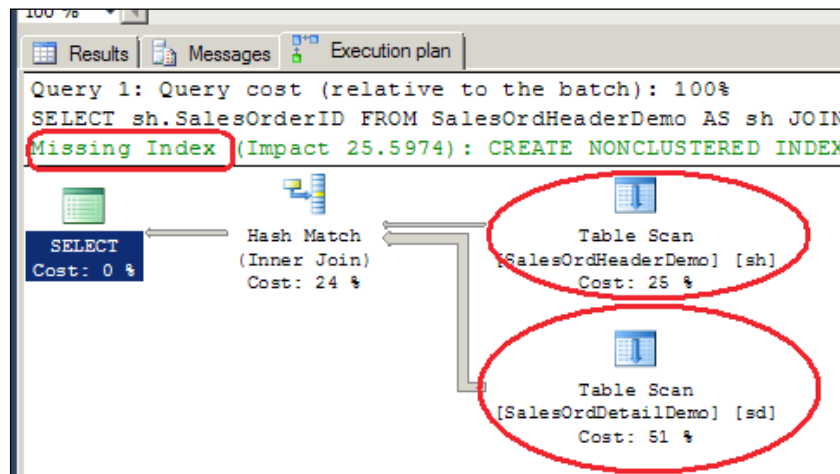 100 %
Results Messages Execution plan
Query 1: Query cost (relative to the batch): 100%
SELECT sh.SalesOrderID FROM SalesOrdHeaderDemo AS sh JOIN
Missing Index (Impact 25.5974): CREATE NONCLUSTERED INDEX
SELECT
Cost: 0 %
Hash Match
(Inner Join)
Cost: 24 %
Table Scan
[SalesOrdHeaderDemo] [sh]
Cost: 25 %
Table Scan
[SalesOrdDetailDemo] [sd]
Cost: 51 %